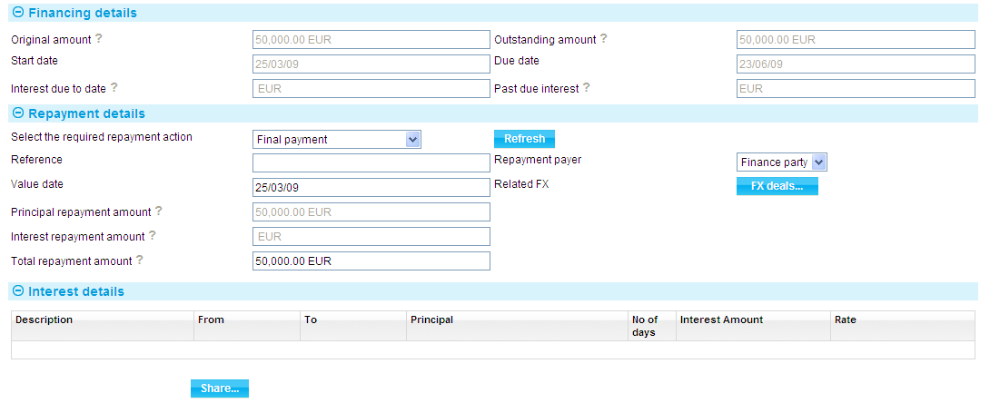 Financing details
Original amount ? 50,000.00 EUR Outstanding amount ? 50,000.00 EUR
Start date 25/03/09 Due date 23/06/09
Interest due to date ? EUR Past due interest ? EUR
Repayment details
Select the required repayment action Final payment Refresh
Reference Repayment payer Finance party
Value date 25/03/09 Related FX FX deals...
Principal repayment amount ? 50,000.00 EUR
Interest repayment amount ? EUR
Total repayment amount ? 50,000.00 EUR
Interest details
Description From To Principal No of days Interest Amount Rate
Share...